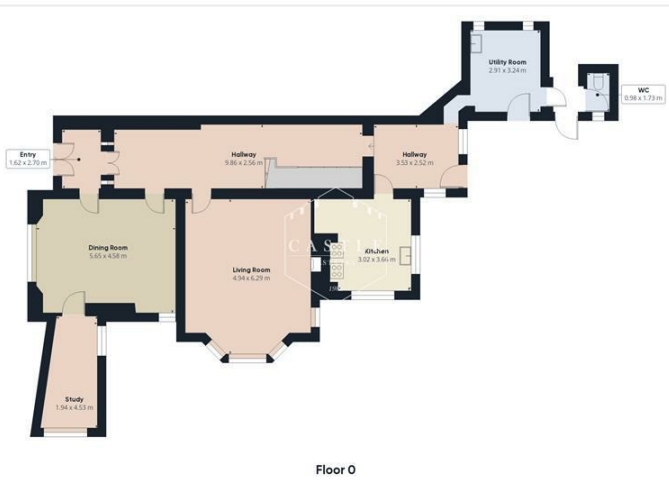 Utility Room
2.91 x 3.24 m
WC
0.98 x 1.73 m
Entry
1.62 x 2.70 m
Hallway
9.86 x 2.56 m
Hallway
3.53 x 2.52 m
Dining Room
5.65 x 4.58 m
CASTLE
Kitchen
3.02 x 3.66 m
Living Room
4.94 x 6.29 m
Study
1.94 x 4.53 m
Floor 0